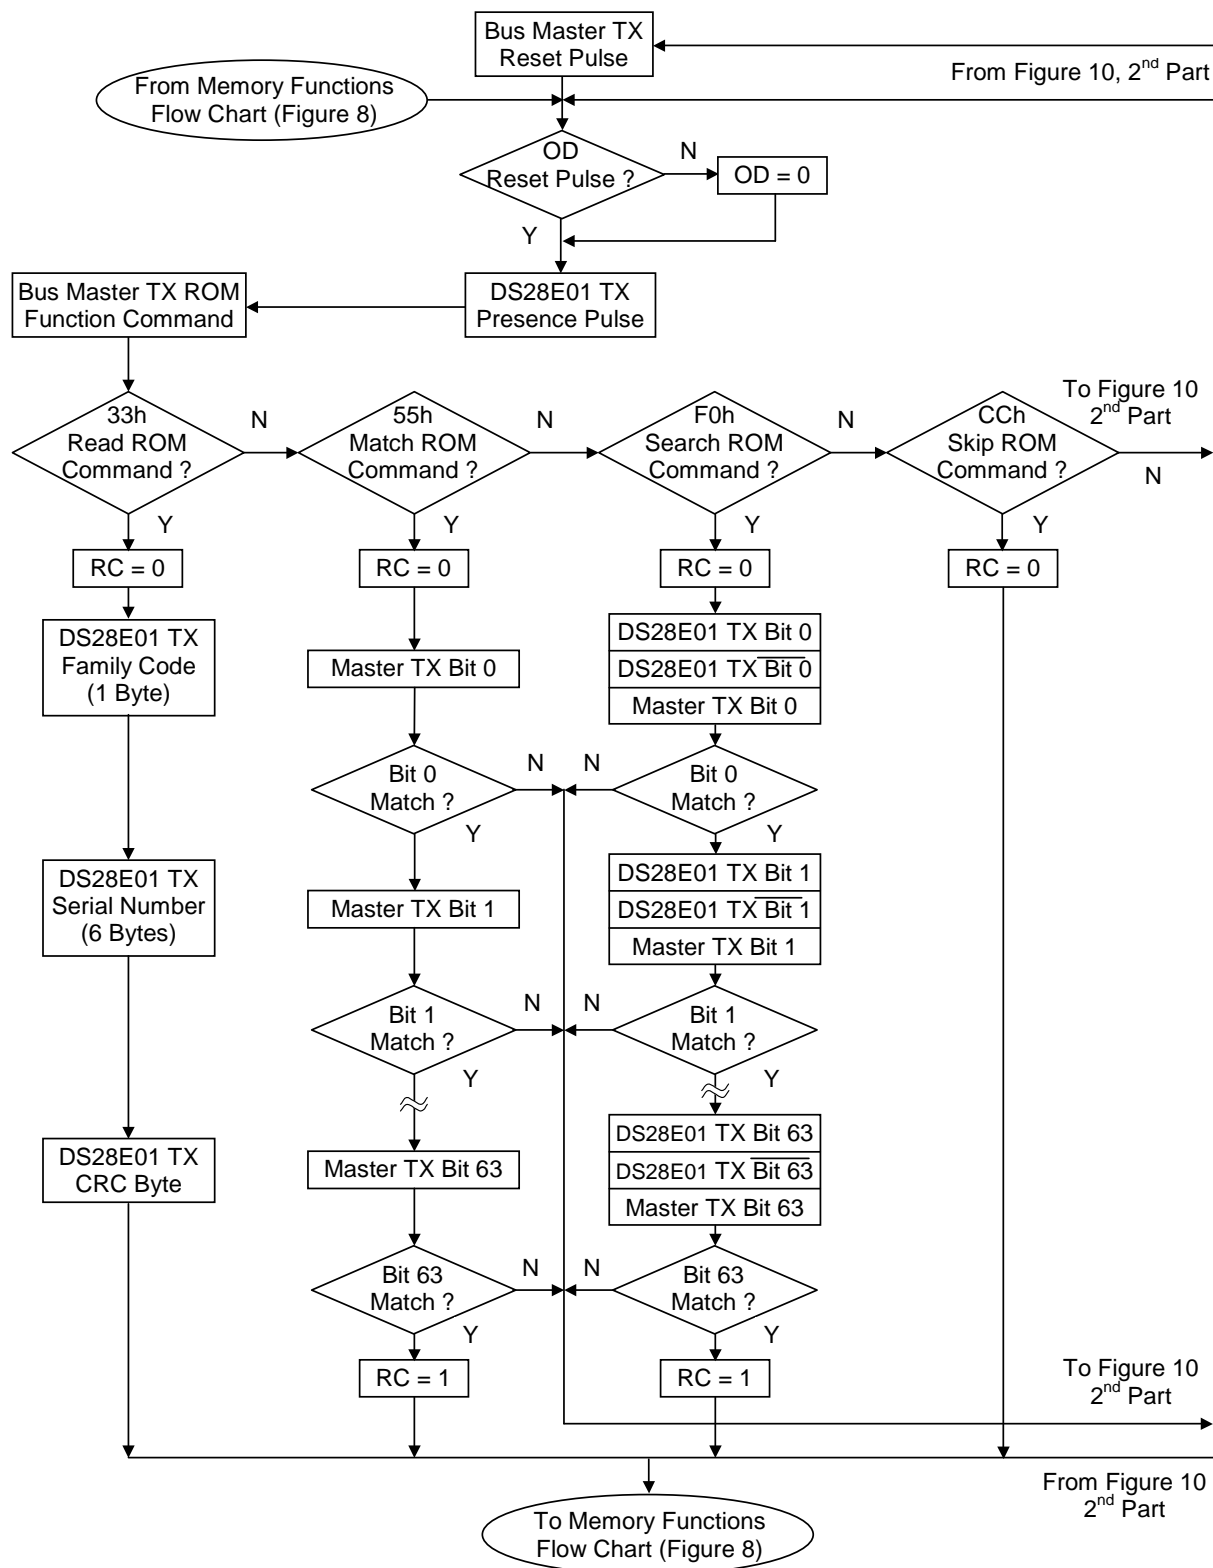 Bus Master TX
Reset Pulse
From Figure 10, 2nd Part
From Memory Functions
Flow Chart (Figure 8)
OD
Reset Pulse ?
N
OD = 0
Y
Bus Master TX ROM
Function Command
DS28E01 TX
Presence Pulse
33h
Read ROM
Command ?
N
Y
55h
Match ROM
Command ?
N
Y
F0h
Search ROM
Command ?
N
Y
CCh
Skip ROM
Command ?
N
Y
To Figure 10
2nd Part
RC = 0
DS28E01 TX
Family Code
(1 Byte)
DS28E01 TX
Serial Number
(6 Bytes)
DS28E01 TX
CRC Byte
RC = 0
Master TX Bit 0
Bit 0
Match ?
N
Y
Master TX Bit 1
Bit 1
Match ?
N
Y
Master TX Bit 63
Bit 63
Match ?
N
Y
RC = 1
RC = 0
DS28E01 TX Bit 0
DS28E01 TX B̅i̅t̅ ̅0̅
Master TX Bit 0
N
Bit 0
Match ?
Y
DS28E01 TX Bit 1
DS28E01 TX B̅i̅t̅ ̅1̅
Master TX Bit 1
N
Bit 1
Match ?
Y
DS28E01 TX Bit 63
DS28E01 TX B̅i̅t̅ ̅6̅3̅
Master TX Bit 63
N
Bit 63
Match ?
Y
RC = 1
RC = 0
To Figure 10
2nd Part
From Figure 10
2nd Part
To Memory Functions
Flow Chart (Figure 8)